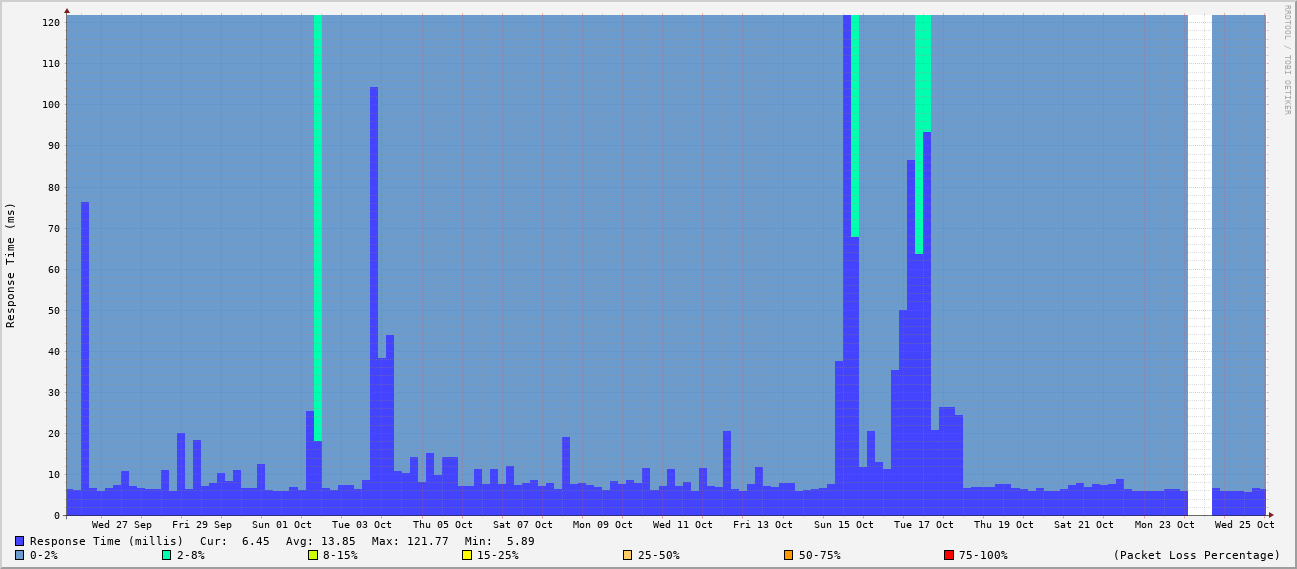 RRDTOOL / TOBI OETIKER
Response Time (ms)
120
110
100
90
80
70
60
50
40
30
20
10
0
Wed 27 Sep Fri 29 Sep Sun 01 Oct Tue 03 Oct Thu 05 Oct Sat 07 Oct Mon 09 Oct Wed 11 Oct Fri 13 Oct Sun 15 Oct Tue 17 Oct Thu 19 Oct Sat 21 Oct Mon 23 Oct Wed 25 Oct
Response Time (millis) Cur: 6.45 Avg: 13.85 Max: 121.77 Min: 5.89
0-2% 2-8% 8-15% 15-25% 25-50% 50-75% 75-100% (Packet Loss Percentage)